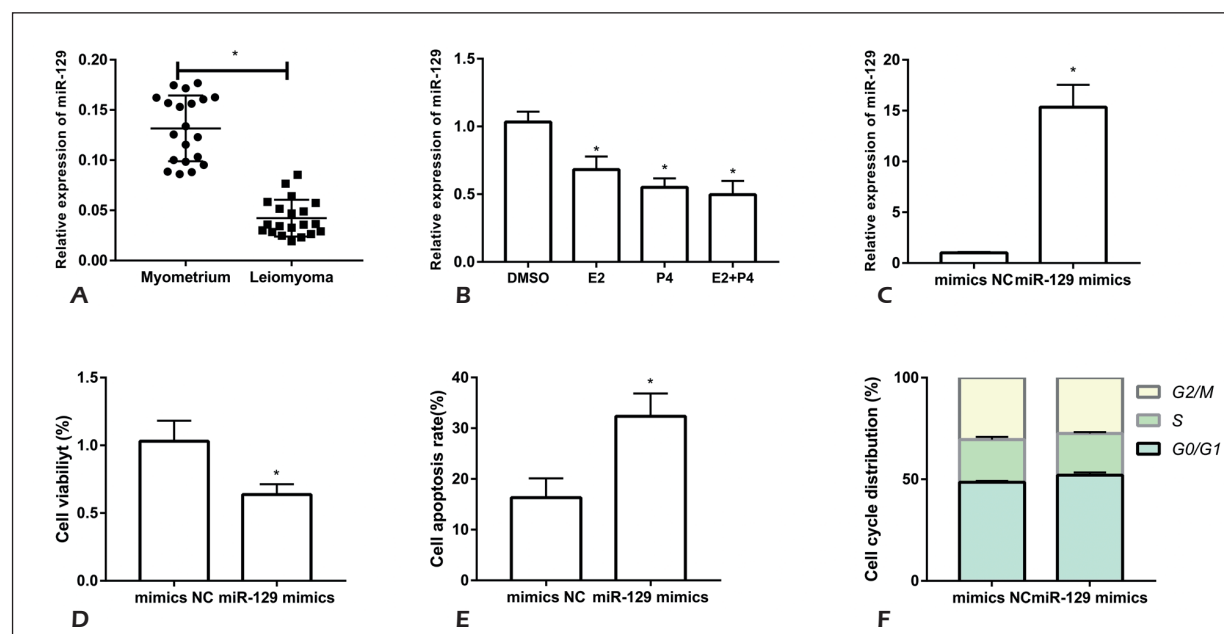 Relative expression of miR-129
0.20
0.15
0.10
0.05
0.00
*
Myometrium Leiomyoma
A
Relative expression of miR-129
1.5
1.0
0.5
0.0
* * *
DMSO E2 P4 E2+P4
B
Relative expression of miR-129
20
15
10
5
0
*
mimics NC miR-129 mimics
C
Cell viabiliyt (%)
1.5
1.0
0.5
0.0
*
mimics NC miR-129 mimics
D
Cell apoptosis rate(%)
40
30
20
10
0
*
mimics NC miR-129 mimics
E
Cell cycle distribution (%)
100
50
0
mimics NC miR-129 mimics
G2/M
S
G0/G1
F